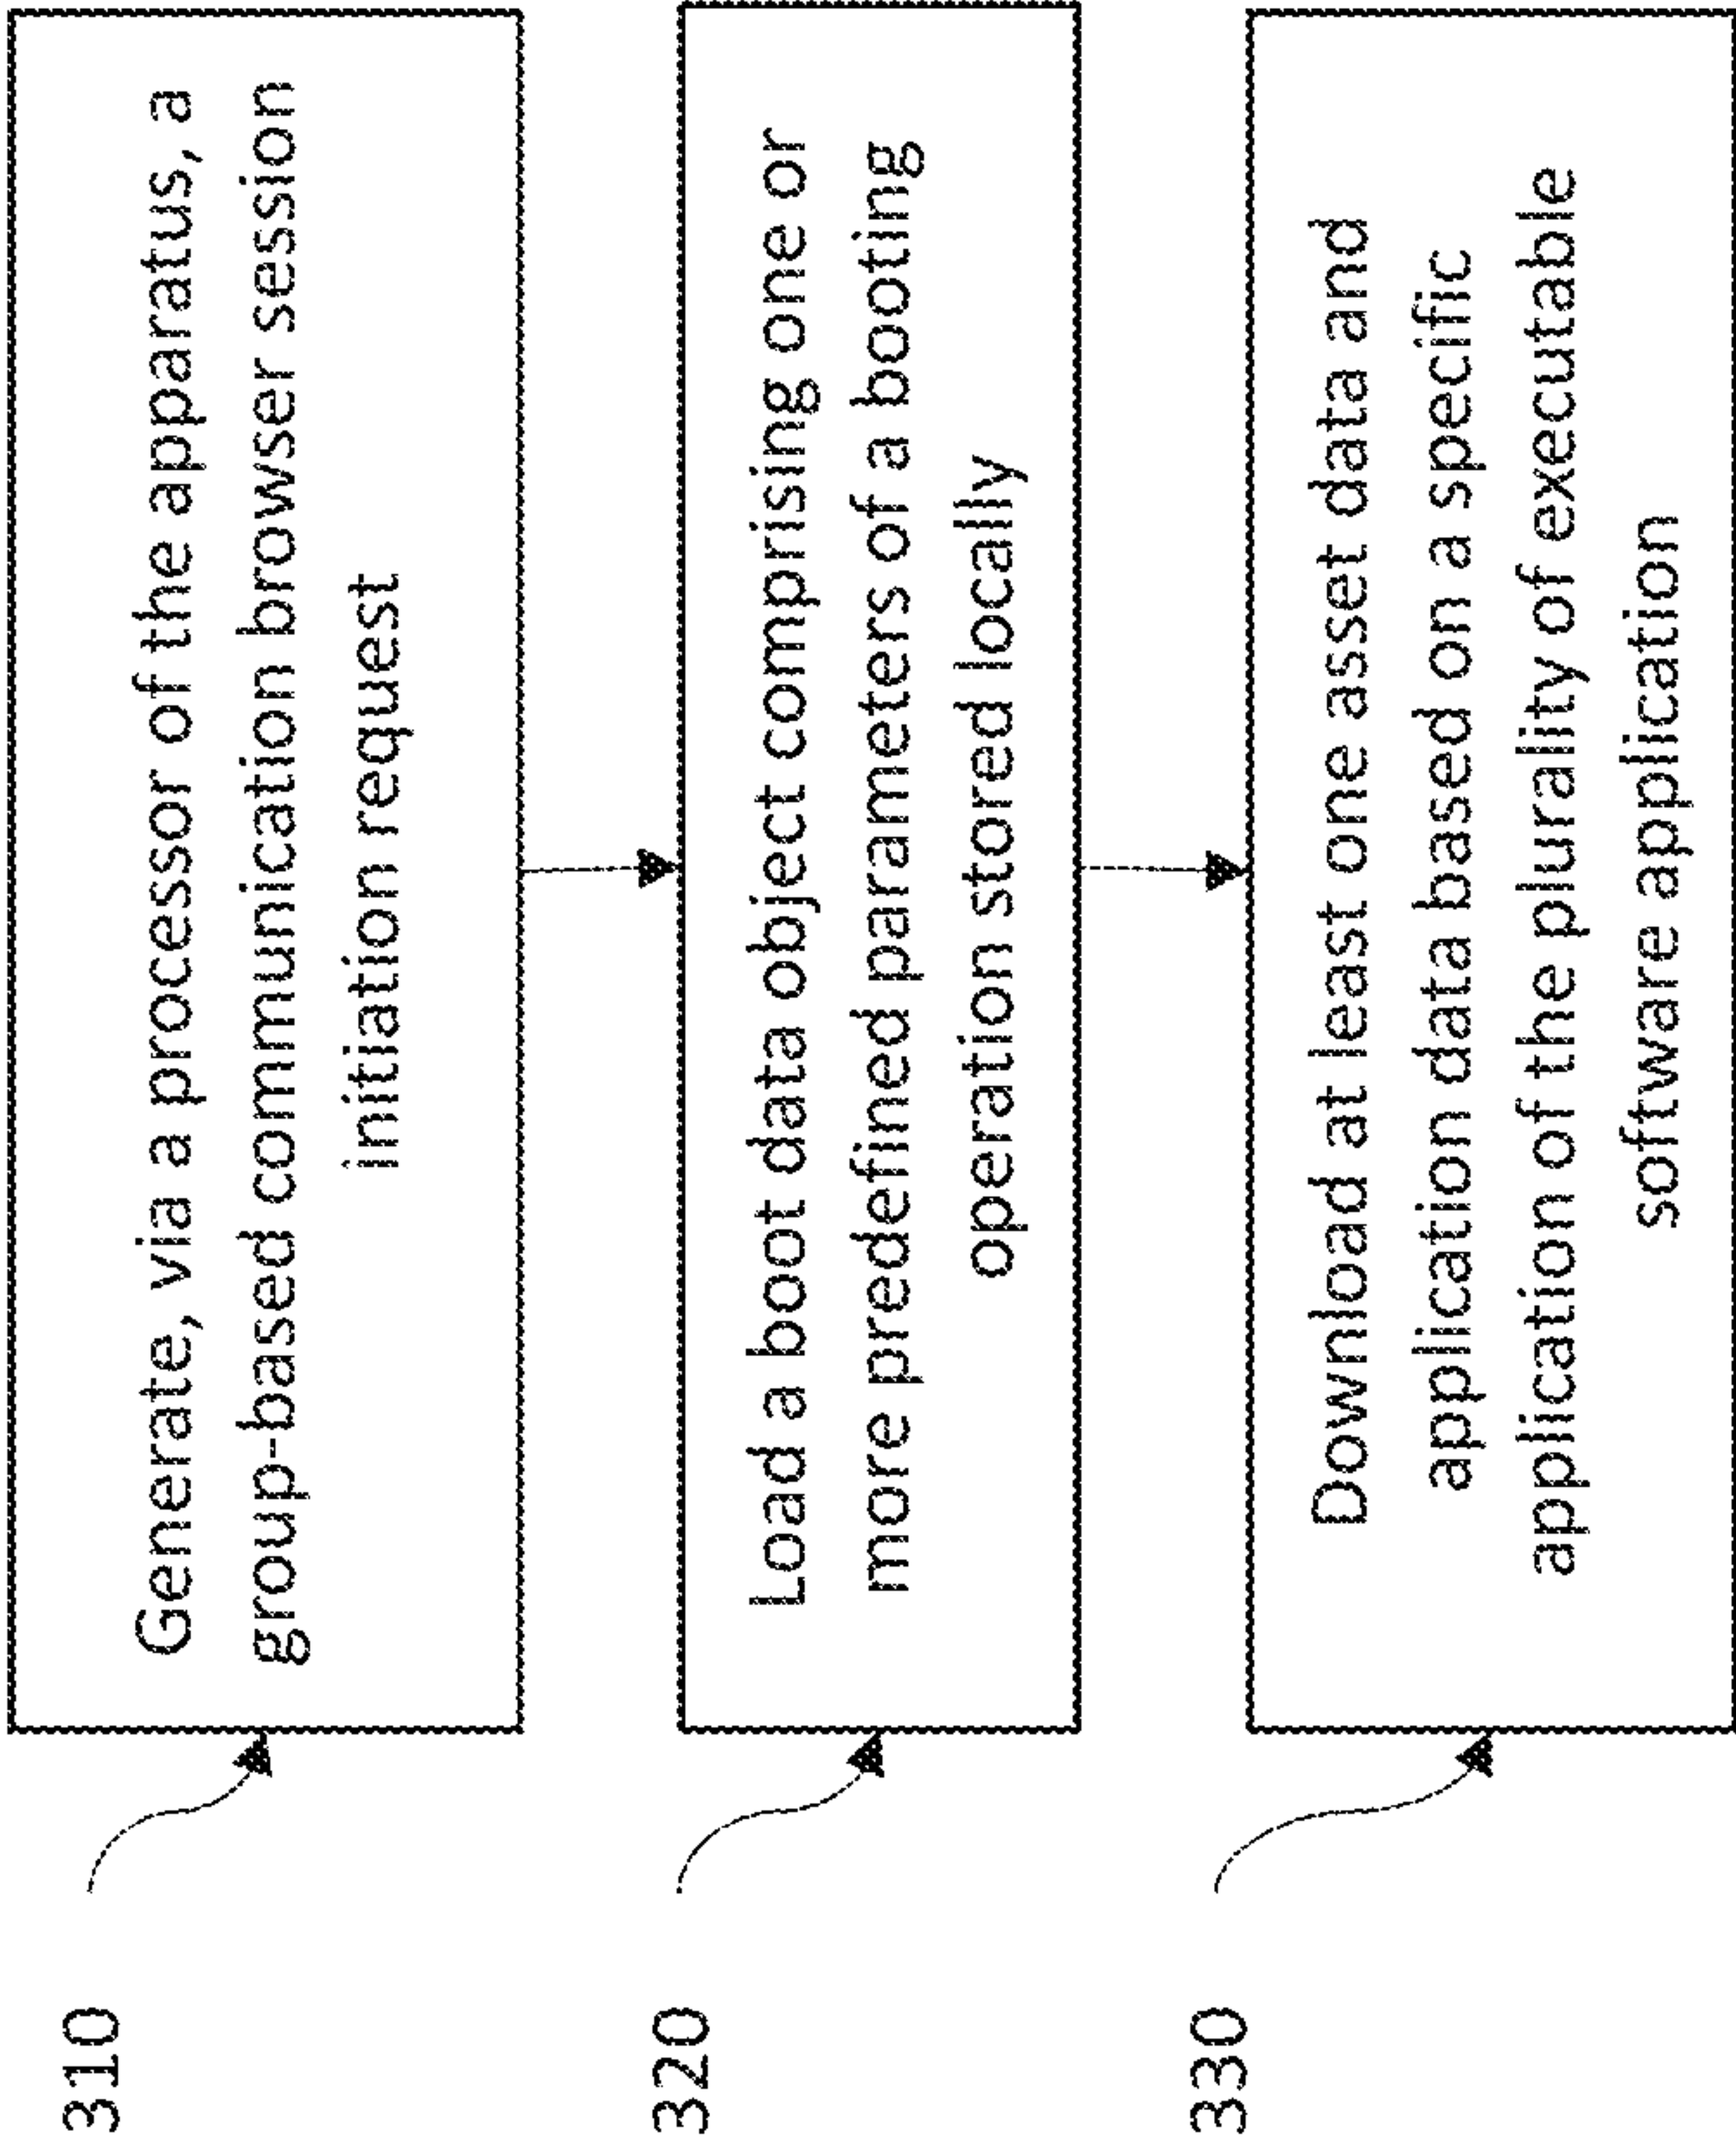 310
Generate, via a processor of the apparatus, a
group-based communication browser session
initiation request
320
Load a boot data object comprising one or
more predefined parameters of a booting
operation stored locally
330
Download at least one asset data and
application data based on a specific
application of the plurality of executable
software application